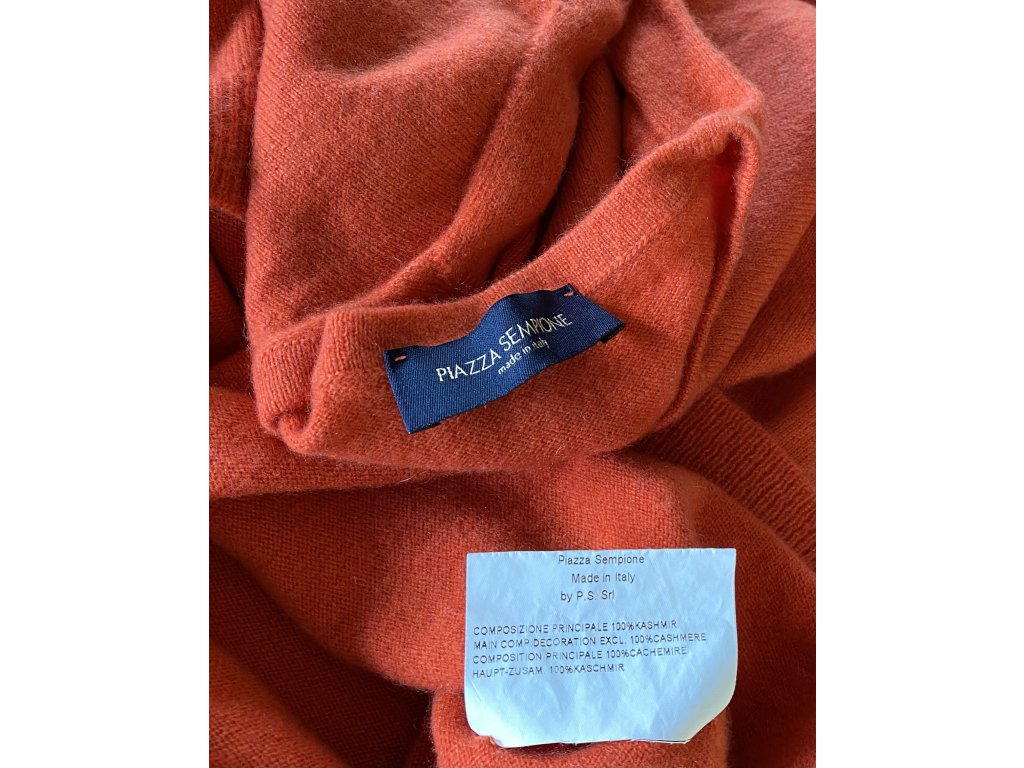 PIAZZA SEMPIONE
made in italy
Piazza Sempione
Made in Italy
by P.S. Srl
COMPOSIZIONE PRINCIPALE 100%KASHMIR
MAIN COMP.DECORATION EXCL. 100%CASHMERE
COMPOSITION PRINCIPALE 100%CACHEMIRE
HAUPT-ZUSAM. 100%KASCHMIR